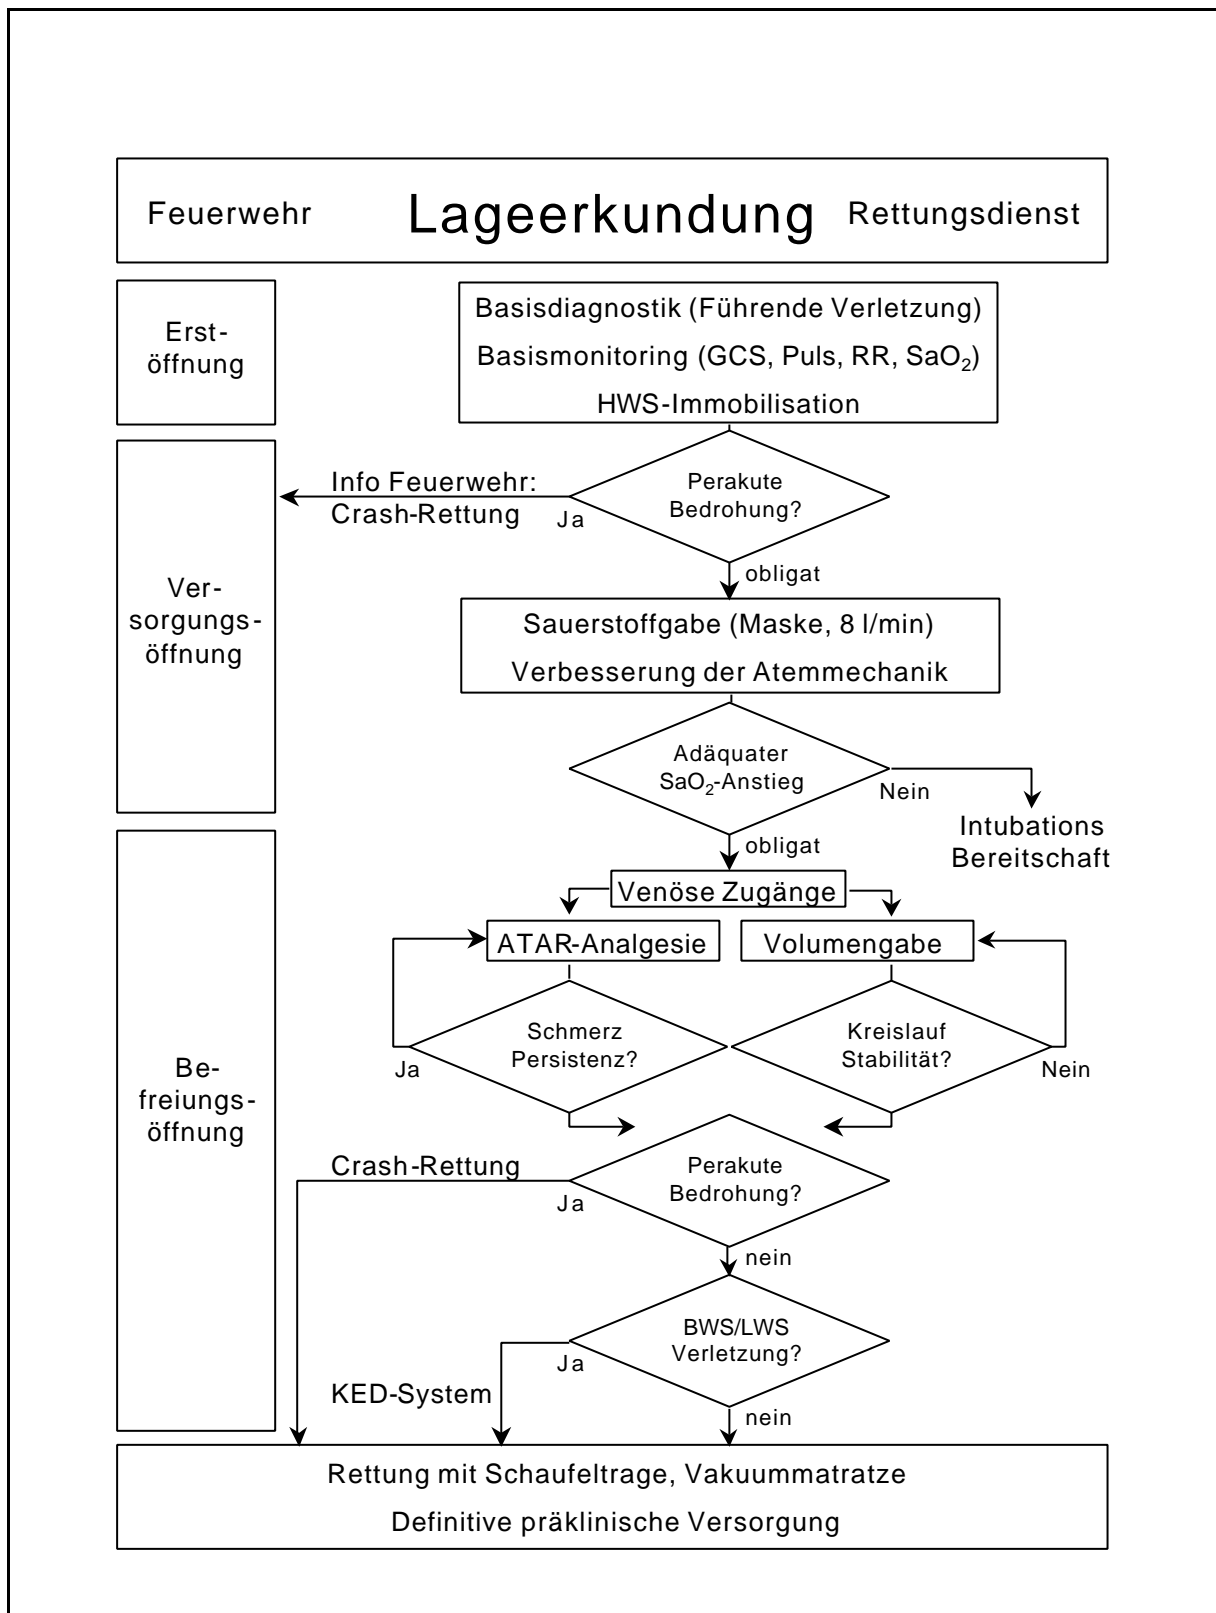 Feuerwehr Lageerkundung Rettungsdienst
Erst-
öffnung
Basisdiagnostik (Führende Verletzung)
Basismonitoring (GCS, Puls, RR, SaO₂)
HWS-Immobilisation
Perakute
Bedrohung?
Info Feuerwehr:
Crash-Rettung
Ja
obligat
Ver-
sorgungs-
öffnung
Sauerstoffgabe (Maske, 8 l/min)
Verbesserung der Atemmechanik
Adäquater
SaO₂-Anstieg
Nein
Intubations
Bereitschaft
obligat
Venöse Zugänge
ATAR-Analgesie
Volumengabe
Schmerz
Persistenz?
Ja
Kreislauf
Stabilität?
Nein
Be-
freiungs-
öffnung
Perakute
Bedrohung?
Crash-Rettung
Ja
nein
BWS/LWS
Verletzung?
Ja
KED-System
nein
Rettung mit Schaufeltrage, Vakuummatratze
Definitive präklinische Versorgung